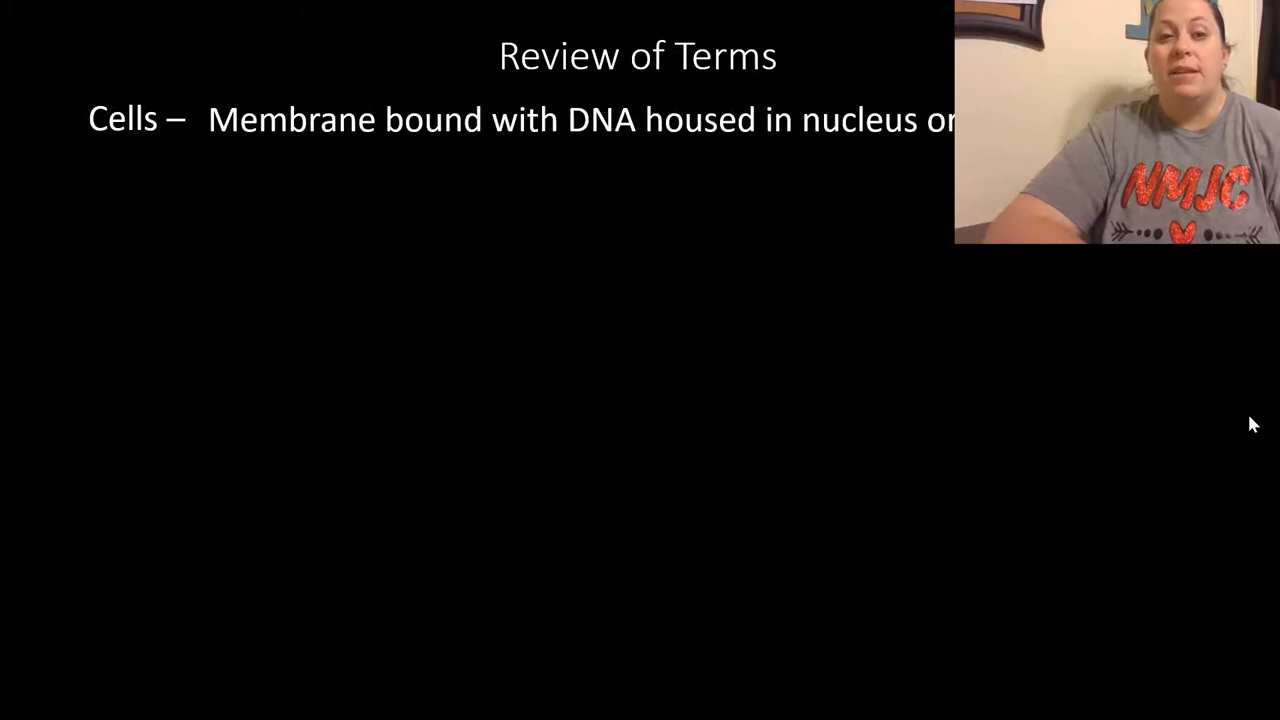 Review of Terms
Cells – Membrane bound with DNA housed in nucleus or
NMJC